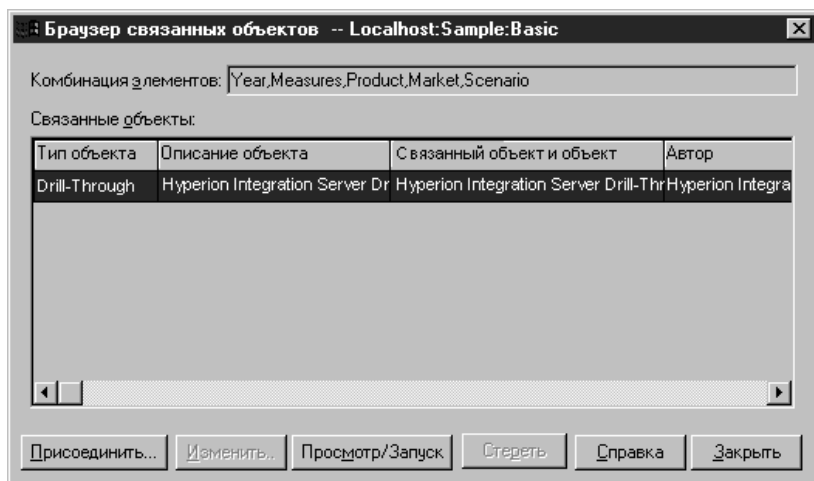 Браузер связанных объектов -- Localhost:Sample:Basic
Комбинация элементов: Year,Measures,Product,Market,Scenario
Связанные объекты:
Тип объекта Описание объекта Связанный объект и объект Автор
Drill-Through Hyperion Integration Server Dr Hyperion Integration Server Drill-Thr Hyperion Integra
Присоединить... Изменить.. Просмотр/Запуск Стереть Справка Закрыть